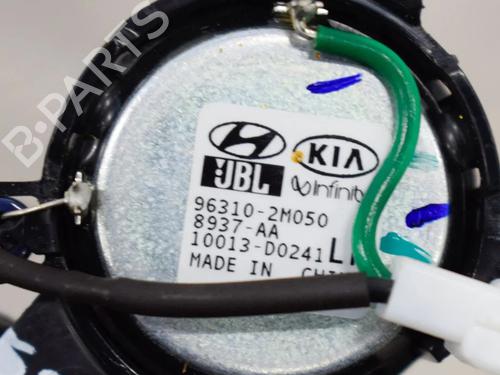 B-PARTS
KIA
JBL Infinity
96310-2M050
8937-AA
10013-D0241
MADE IN